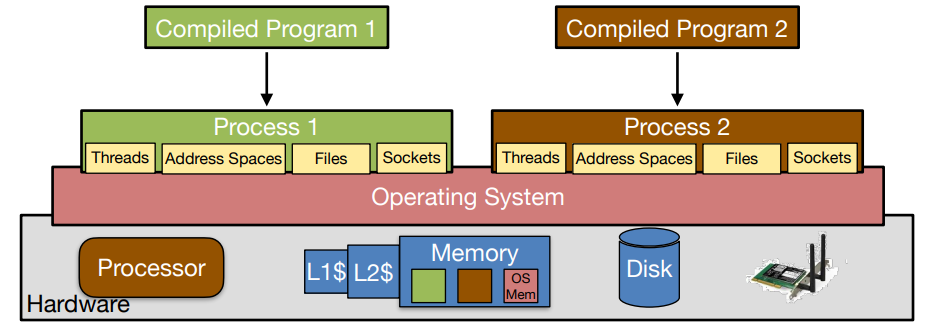 Compiled Program 1
Compiled Program 2
Process 1
Process 2
Threads
Address Spaces
Files
Sockets
Threads
Address Spaces
Files
Sockets
Operating System
Processor
L1$
L2$
Memory
OS
Mem
Disk
Hardware